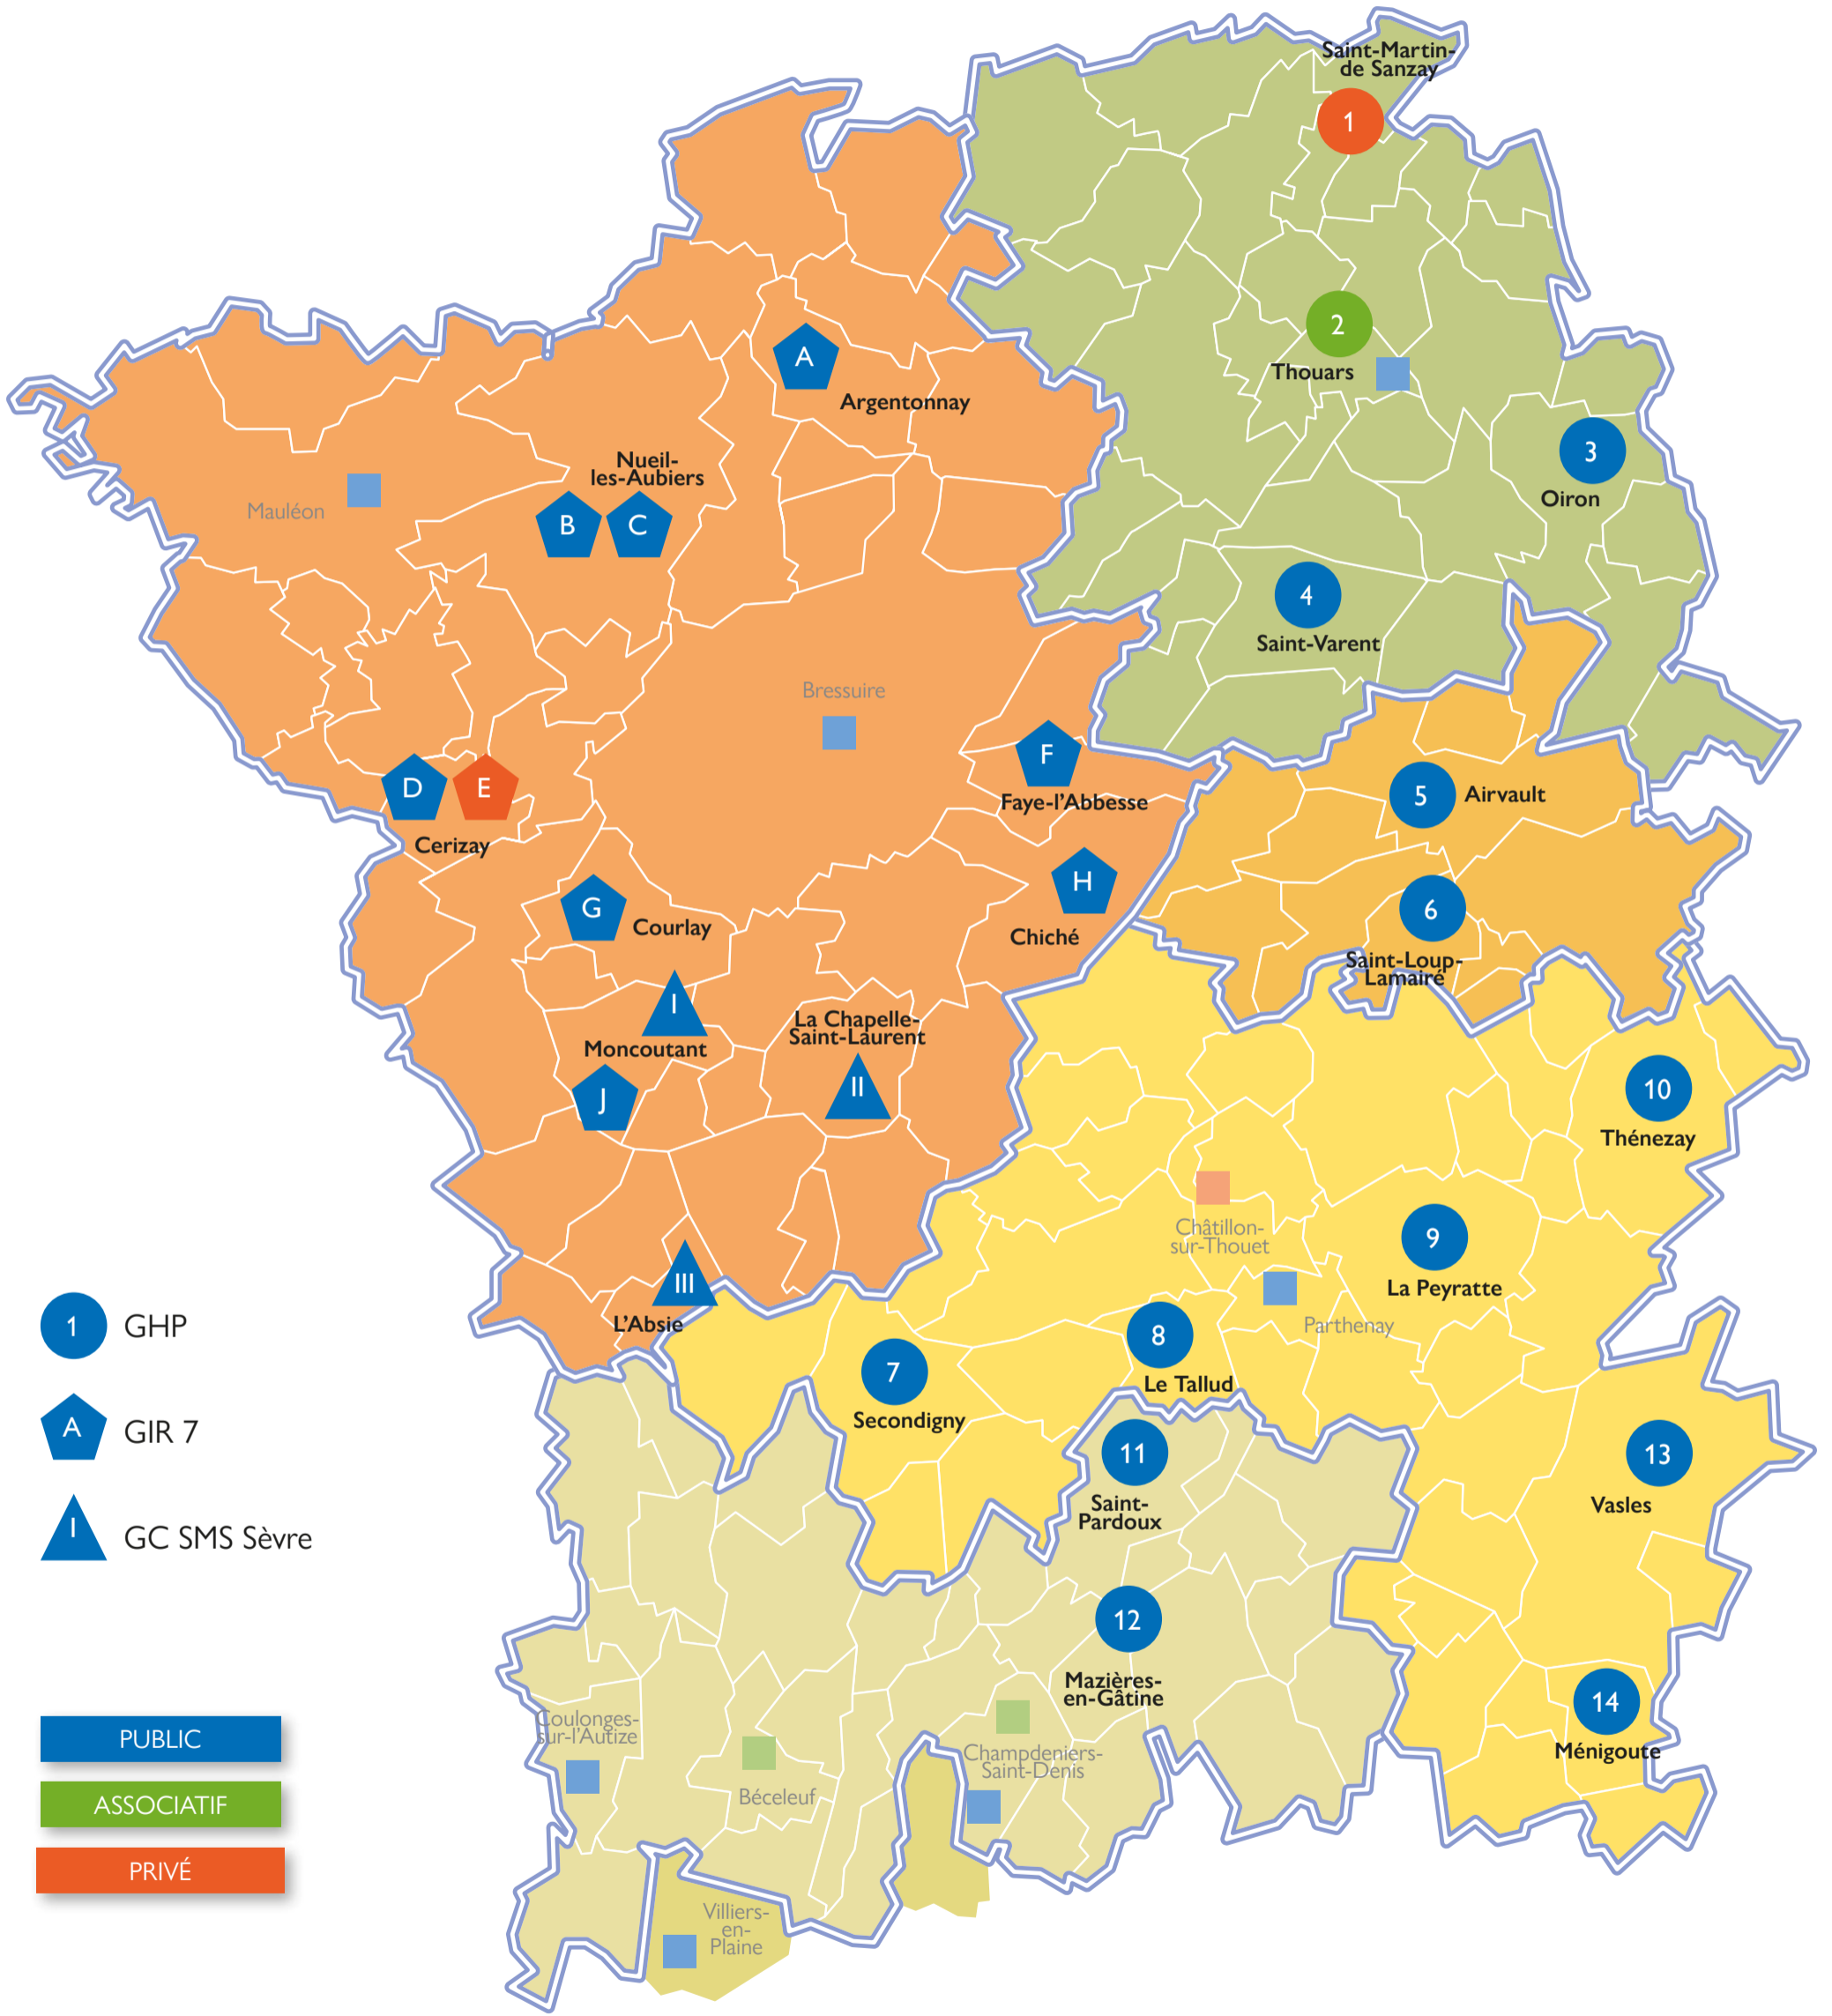 Saint-Martin-
de Sanzay
1
2
Thouars
A
Argentonnay
3
Oiron
Nueil-
les-Aubiers
Mauléon
B
C
4
Saint-Varent
Bressuire
F
Faye-l'Abbesse
D
E
Cerizay
5
Airvault
H
Chiché
G
Courlay
6
Saint-Loup-
Lamairé
I
Moncoutant
La Chapelle-
Saint-Laurent
II
J
10
Thénezay
Châtillon-
sur-Thouet
9
La Peyratte
III
L'Absie
Parthenay
8
Le Tallud
7
Secondigny
11
Saint-
Pardoux
13
Vasles
12
Mazières-
en-Gâtine
14
Ménigoute
Coulonges-
sur-l'Autize
Béceleuf
Champdeniers-
Saint-Denis
Villiers-
en-
Plaine
1 GHP
A GIR 7
I GC SMS Sèvre
PUBLIC
ASSOCIATIF
PRIVÉ